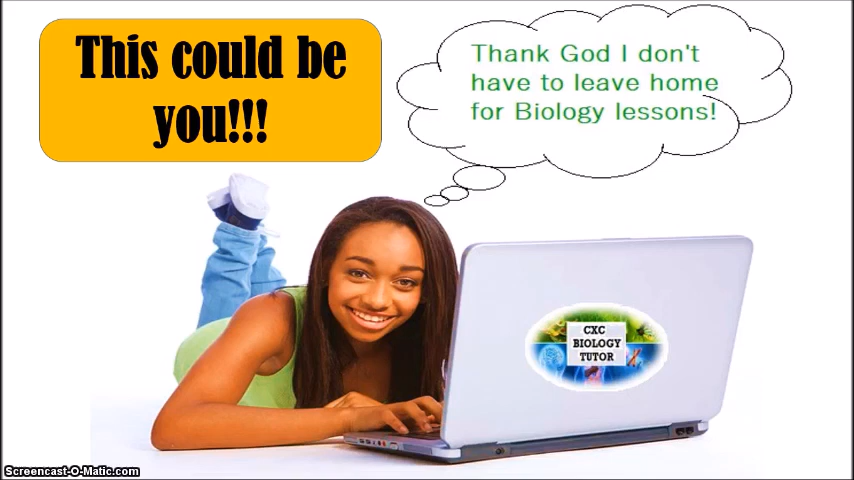 This could be
you!!!
Thank God I don't
have to leave home
for Biology lessons!
CXC
BIOLOGY
TUTOR
Screencast-O-Matic.com